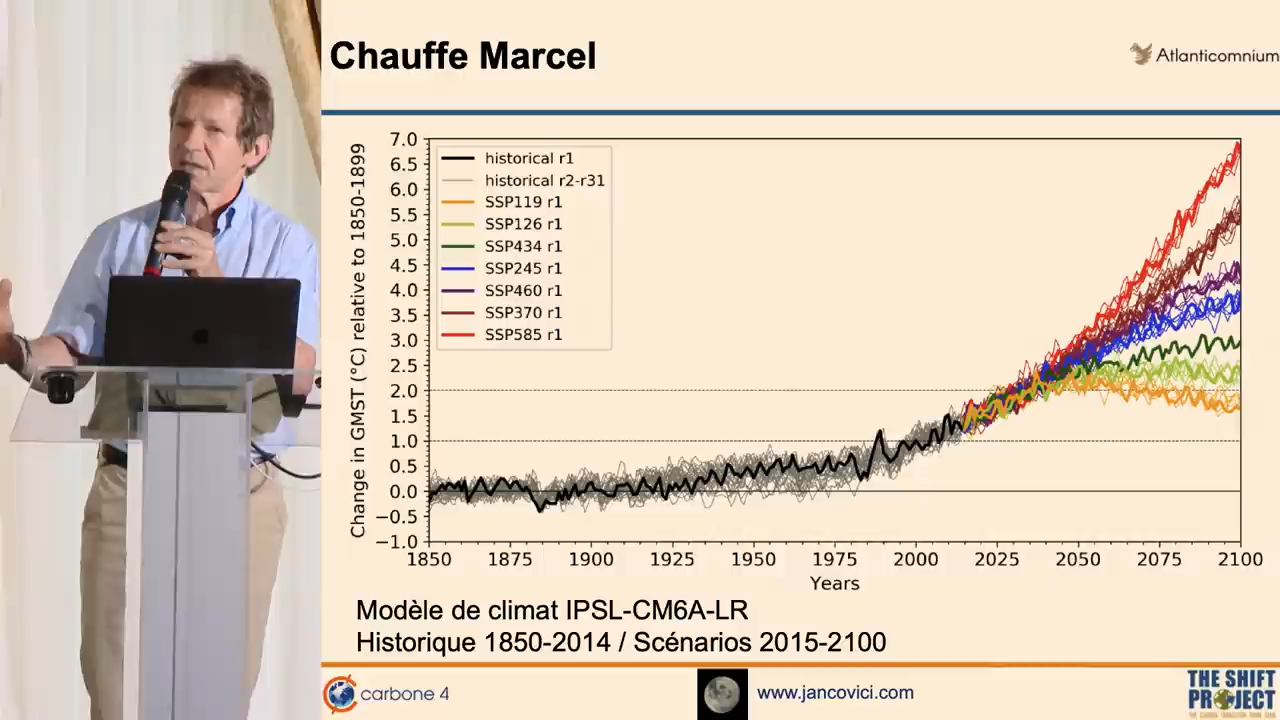 Chauffe Marcel
Atlanticomnium
7.0
6.5
6.0
5.5
5.0
4.5
4.0
3.5
3.0
2.5
2.0
1.5
1.0
0.5
0.0
−0.5
−1.0
Change in GMST (°C) relative to 1850-1899
historical r1
historical r2-r31
SSP119 r1
SSP126 r1
SSP434 r1
SSP245 r1
SSP460 r1
SSP370 r1
SSP585 r1
1850 1875 1900 1925 1950 1975 2000 2025 2050 2075 2100
Years
Modèle de climat IPSL-CM6A-LR
Historique 1850-2014 / Scénarios 2015-2100
carbone 4
www.jancovici.com
THE SHIFT
PROJECT